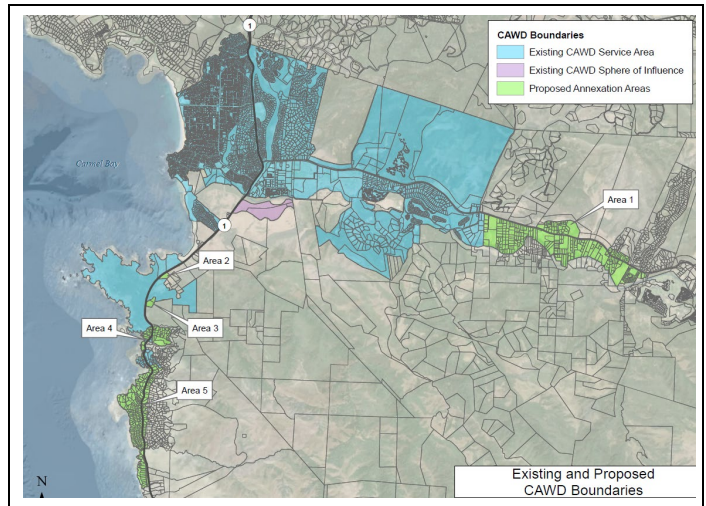 1
CAWD Boundaries
Existing CAWD Service Area
Existing CAWD Sphere of Influence
Proposed Annexation Areas
Carmel Bay
Area 1
1
Area 2
Area 3
Area 4
Area 5
N
Existing and Proposed
CAWD Boundaries